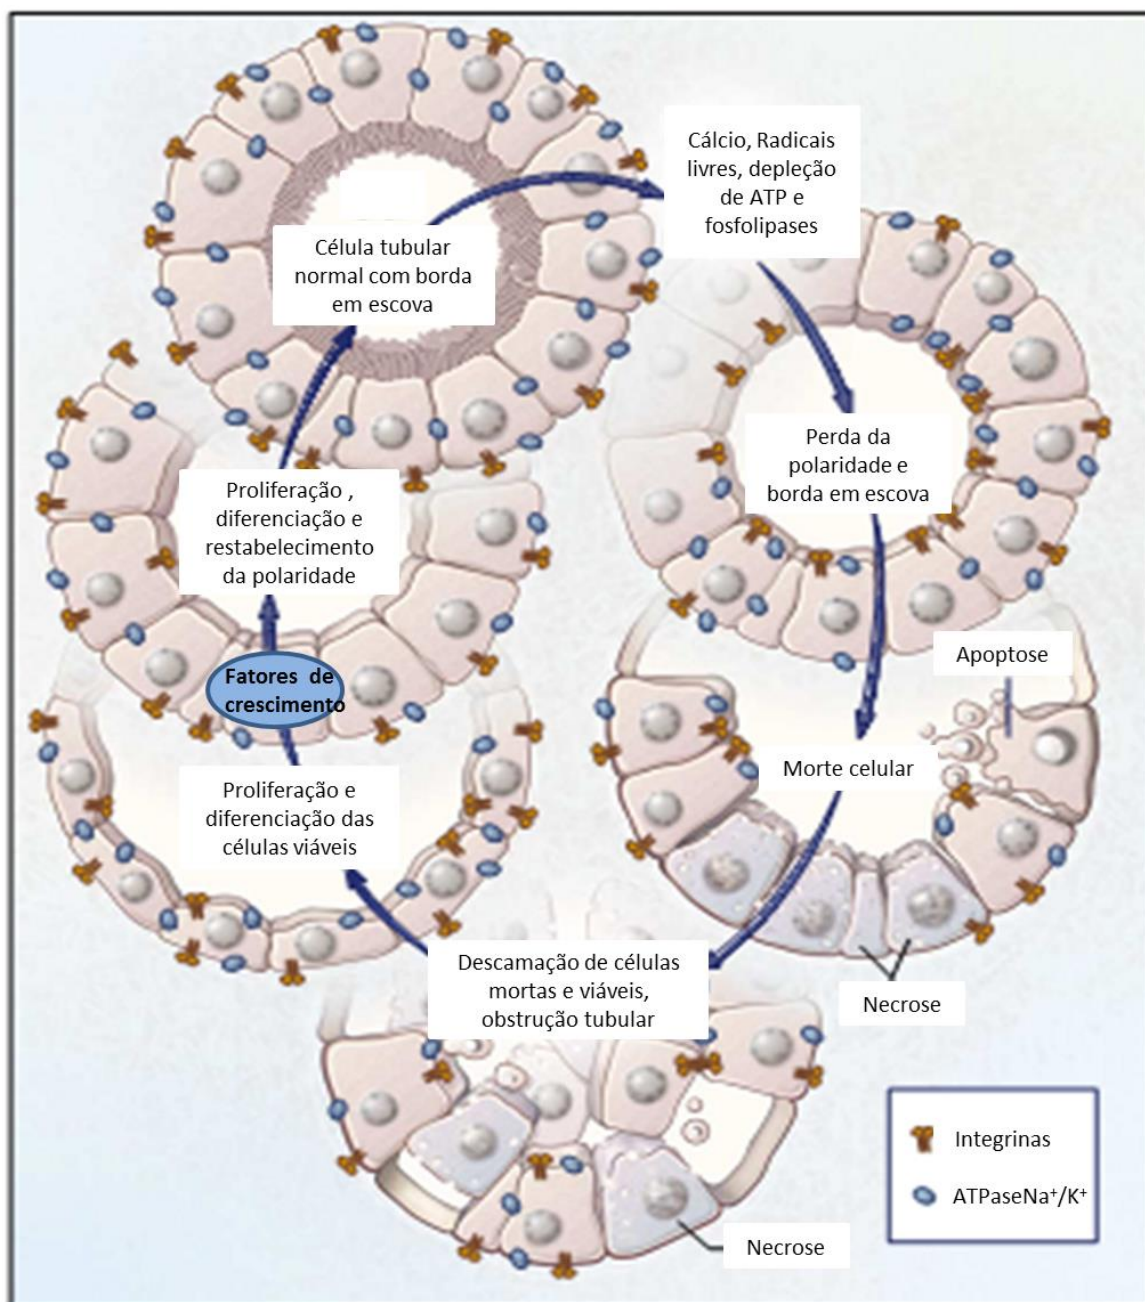 Cálcio, Radicais
livres, depleção
de ATP e
fosfolipases
Célula tubular
normal com borda
em escova
Perda da
polaridade e
borda em escova
Proliferação ,
diferenciação e
restabelecimento
da polaridade
Apoptose
Fatores de
crescimento
Morte celular
Proliferação e
diferenciação das
células viáveis
Descamação de células
mortas e viáveis,
obstrução tubular
Necrose
Integrinas
ATPaseNa⁺/K⁺
Necrose